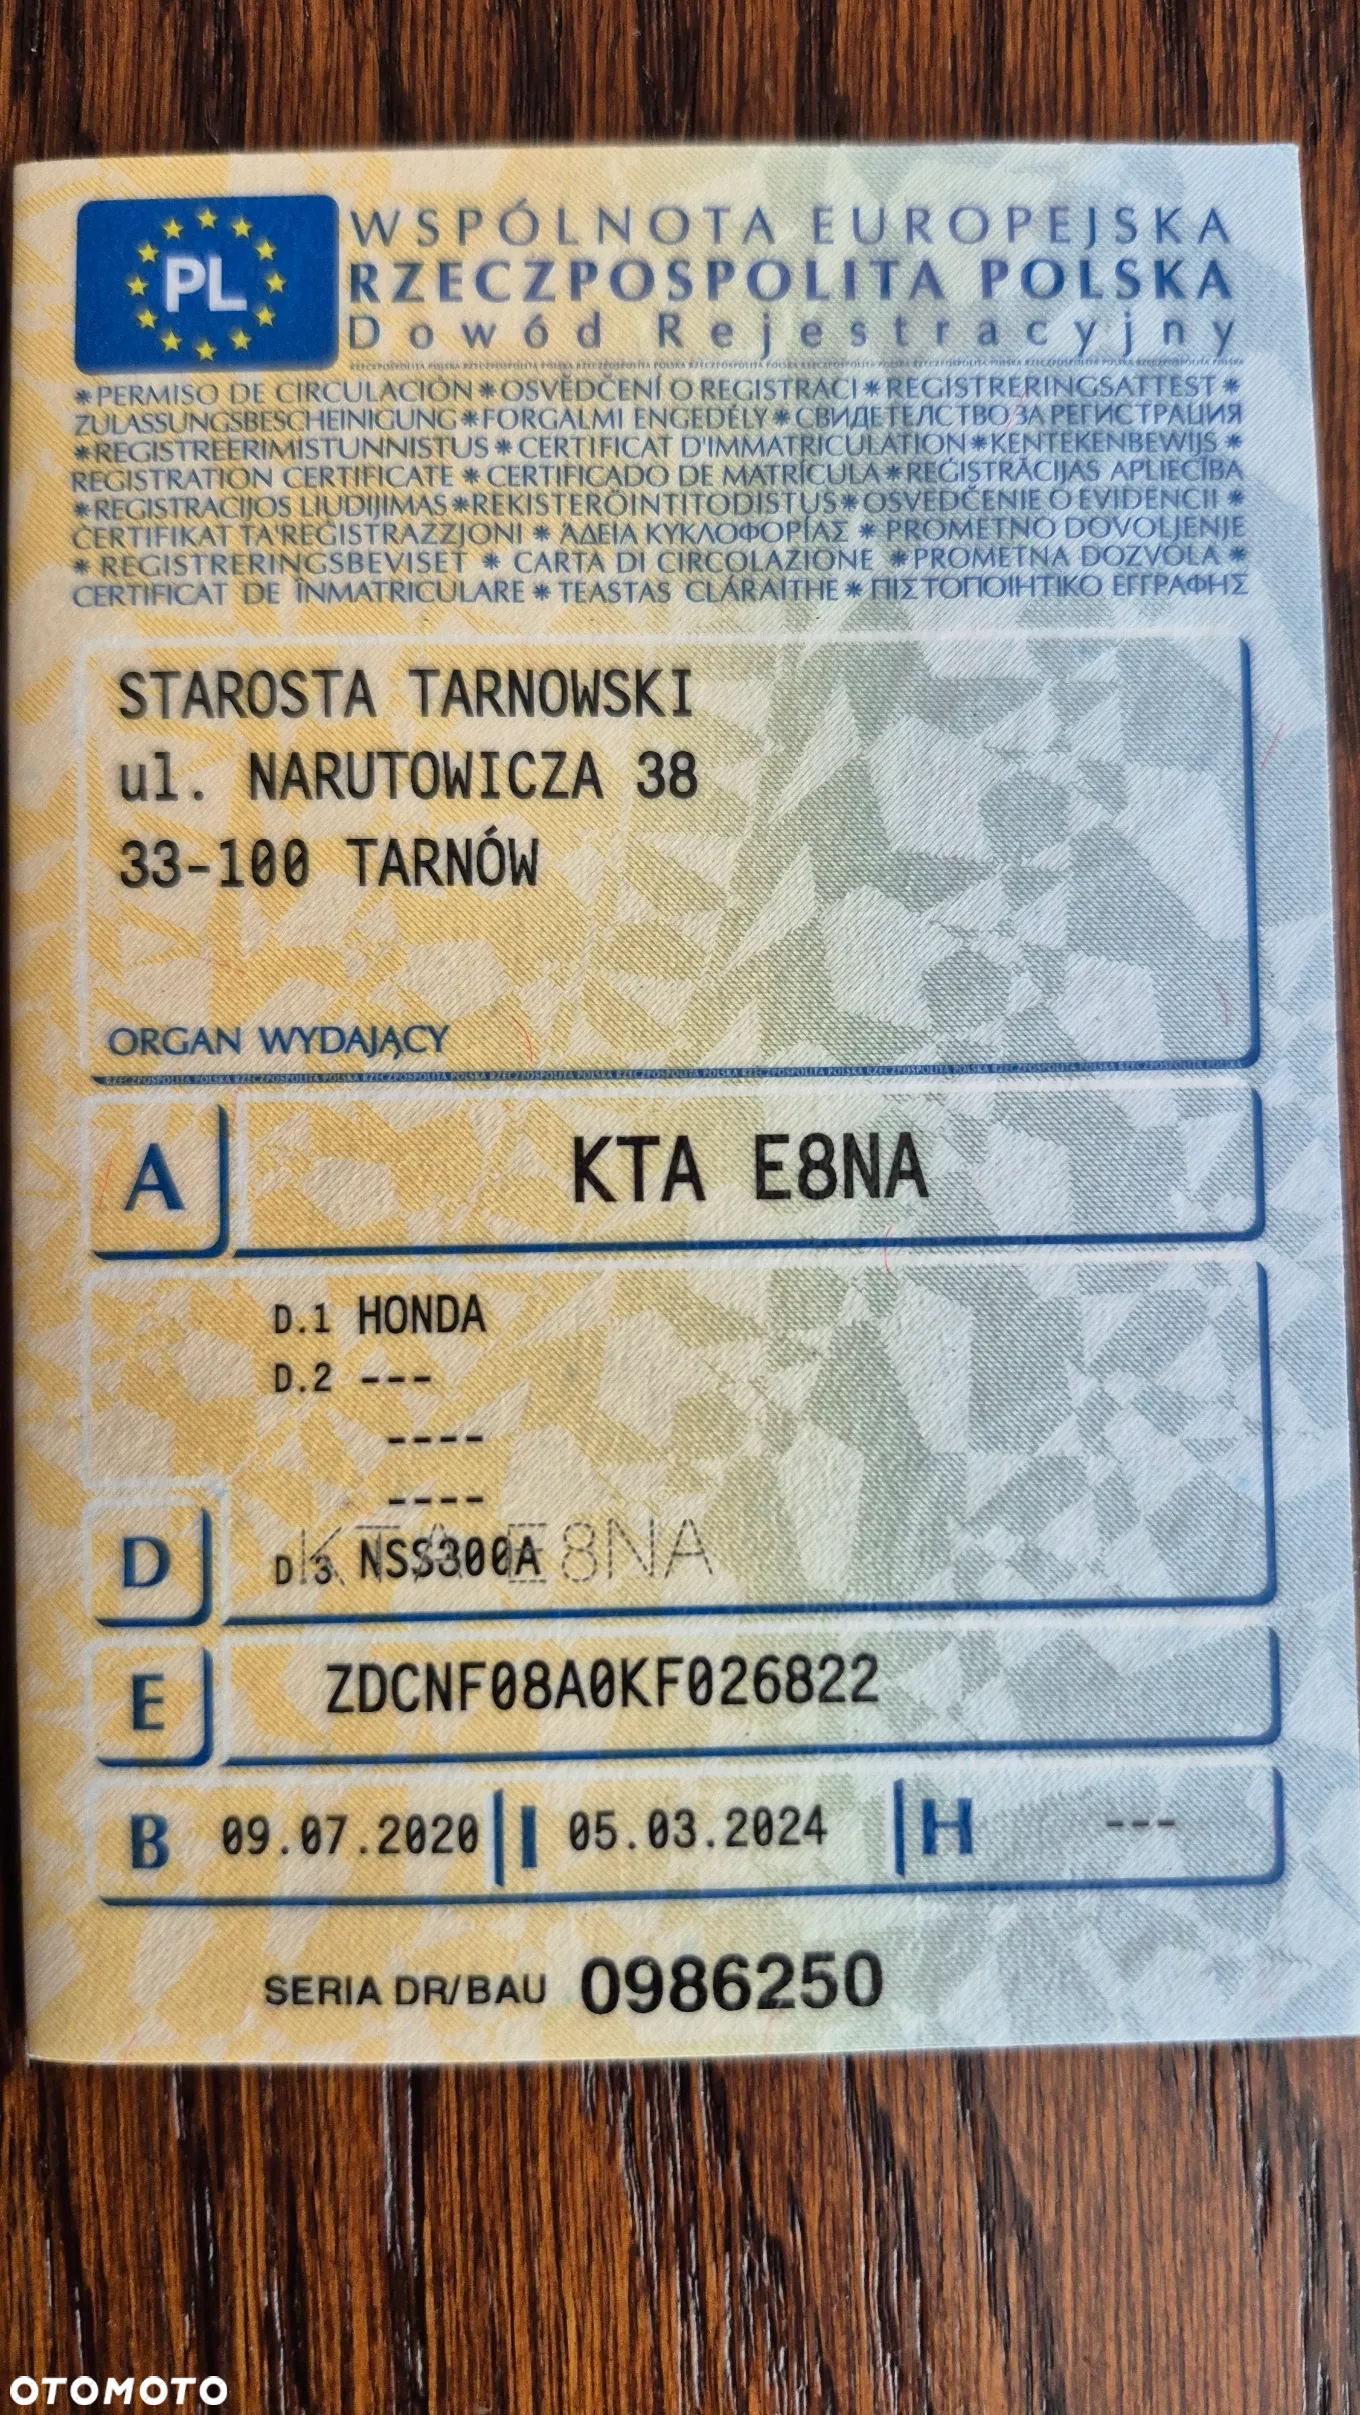 PL
WSPÓLNOTA EUROPEJSKA
RZECZPOSPOLITA POLSKA
Dowód Rejestracyjny
*PERMISO DE CIRCULACIÓN*OSVĚDČENÍ O REGISTRACI*REGISTRERINGSATTEST*
ZULASSUNGSBESCHEINIGUNG*FORGALMI ENGEDÉLY*СВИДЕТЕЛСТВО ЗА РЕГИСТРАЦИЯ
*REGISTREERIMISTUNNISTUS*CERTIFICAT D'IMMATRICULATION*KENTEKENBEWIJS*
REGISTRATION CERTIFICATE*CERTIFICADO DE MATRÍCULA*REĢISTRĀCIJAS APLIECĪBA
*REGISTRACIJOS LIUDIJIMAS*REKISTERÖINTITODISTUS*OSVEDČENIE O EVIDENCII*
ĊERTIFIKAT TA'REĠISTRAZZJONI*ΆΔΕΙΑ ΚΥΚΛΟΦΟΡΊΑΣ*PROMETNO DOVOLJENJE
*REGISTRERINGSBEVISET*CARTA DI CIRCOLAZIONE*PROMETNA DOZVOLA*
CERTIFICAT DE ÎNMATRICULARE*TEASTAS CLÁRAITHE*ΠΙΣΤΟΠΟΙΗΤΙΚΟ ΕΓΓΡΑΦΗΣ
STAROSTA TARNOWSKI
ul. NARUTOWICZA 38
33-100 TARNÓW
ORGAN WYDAJĄCY
A KTA E8NA
D.1 HONDA
D.2 ---
----
----
D D.3 NSS300A
KTA E8NA
E ZDCNF08A0KF026822
B 09.07.2020 I 05.03.2024 H ---
SERIA DR/BAU 0986250
OTOMOTO